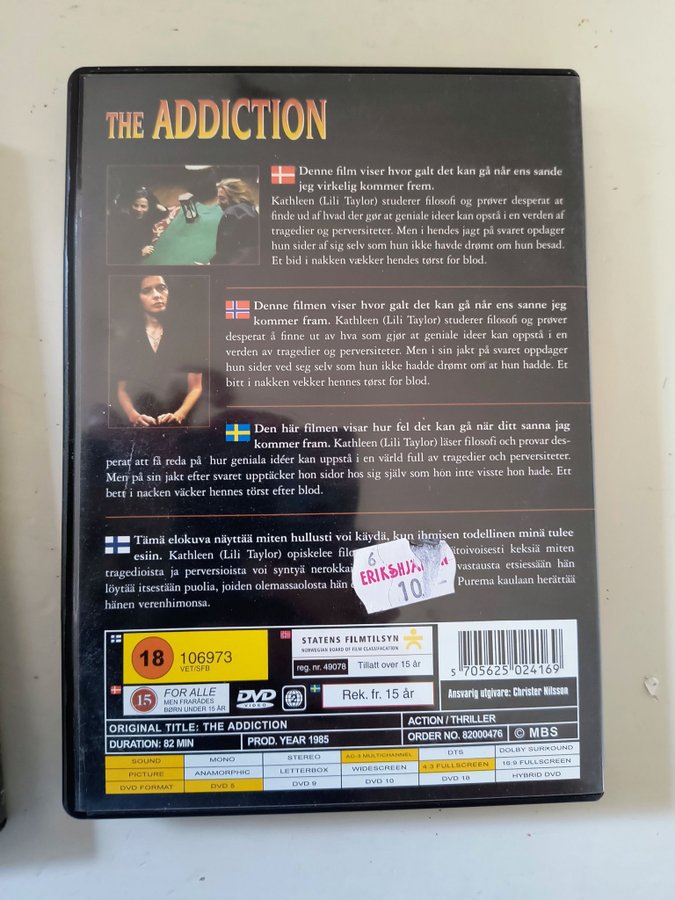 THE ADDICTION
Denne film viser hvor galt det kan gå når ens sande
jeg virkelig kommer frem.
Kathleen (Lili Taylor) studerer filosofi og prøver desperat at
finde ud af hvad der gør at geniale ideer kan opstå i en verden af
tragedier og perversiteter. Men i hendes jagt på svaret opdager
hun sider af sig selv som hun ikke havde drømt om hun besad.
Et bid i nakken vækker hendes tørst for blod.
Denne filmen viser hvor galt det kan gå når ens sanne jeg
kommer fram. Kathleen (Lili Taylor) studerer filosofi og prøver
desperat å finne ut av hva som gjør at geniale ideer kan oppstå i en
verden av tragedier og perversiteter. Men i sin jakt på svaret oppdager
hun sider ved seg selv som hun ikke hadde drømt om at hun hadde. Et
bitt i nakken vekker hennes tørst for blod.
Den här filmen visar hur fel det kan gå när ditt sanna jag
kommer fram. Kathleen (Lili Taylor) läser filosofi och provar des-
perat att få reda på hur geniala idéer kan uppstå i en värld full av tragedier och perversiteter.
Men på sin jakt efter svaret upptäcker hon sidor hos sig själv som hon inte visste hon hade. Ett
bett i nacken väcker hennes törst efter blod.
Tämä elokuva näyttää miten hullusti voi käydä, kun ihmisen todellinen minä tulee
esiin. Kathleen (Lili Taylor) opiskelee keksiä miten
tragedioista ja perversioista voi syntyä vastausta etsiessään hän
löytää itsestään puolia, joiden olemassaolosta hän Purema kaulaan herättää
hänen verenhimonsa.
6
10
18 106973
VET/SFB
STATENS FILMTILSYN
NORWEGIAN BOARD OF FILM CLASSIFACATION
reg. nr. 49078 Tillatt over 15 år
5 705625 024169
15 FOR ALLE
MEN FRARÅDES
BØRN UNDER 15 ÅR
DVD
VIDEO
Rek. fr. 15 år
Ansvarig utgivare: Christer Nilsson
ORIGINAL TITLE: THE ADDICTION
ACTION / THRILLER
DURATION: 82 MIN
PROD. YEAR 1985
ORDER NO. 82000476
© MBS
SOUND MONO STEREO AC-3 MULTICHANNEL DTS DOLBY SURROUND
PICTURE ANAMORPHIC LETTERBOX WIDESCREEN 4:3 FULLSCREEN 16:9 FULLSCREEN
DVD FORMAT DVD 5 DVD 9 DVD 10 DVD 18 HYBRID DVD